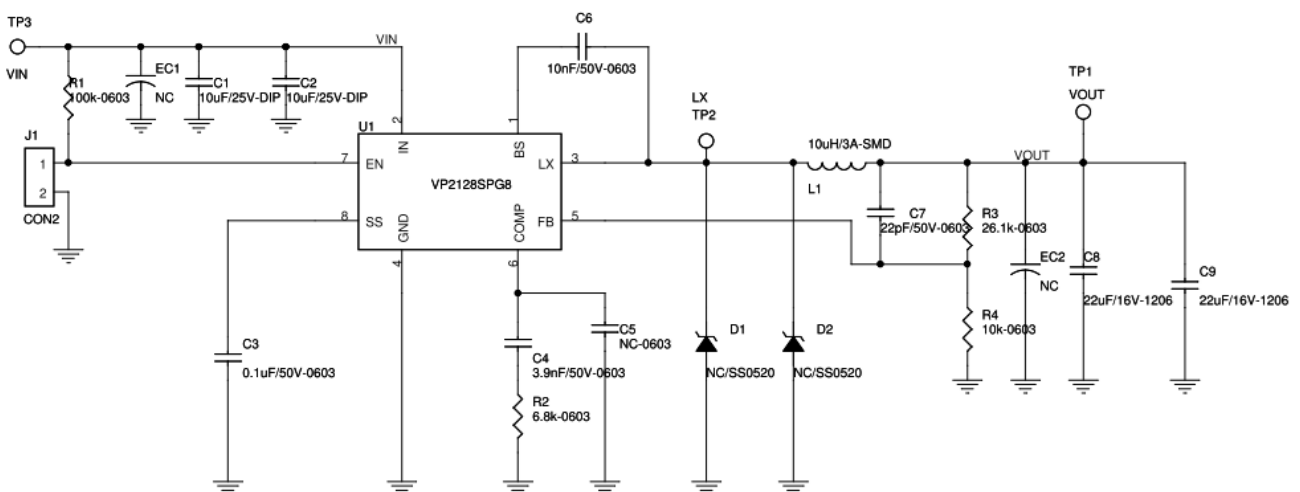 TP3
VIN
R1
100k-0603
EC1
NC
C1
10uF/25V-DIP
C2
10uF/25V-DIP
VIN
C6
10nF/50V-0603
J1
1
2
CON2
U1
2
1
7
EN
IN
BS
LX
3
VP2128SPG8
8
SS
GND
COMP
FB
5
4
6
LX
TP2
10uH/3A-SMD
L1
TP1
VOUT
VOUT
C7
22pF/50V-0603
R3
26.1k-0603
EC2
NC
C8
22uF/16V-1206
C9
22uF/16V-1206
R4
10k-0603
C3
0.1uF/50V-0603
C4
3.9nF/50V-0603
C5
NC-0603
R2
6.8k-0603
D1
NC/SS0520
D2
NC/SS0520